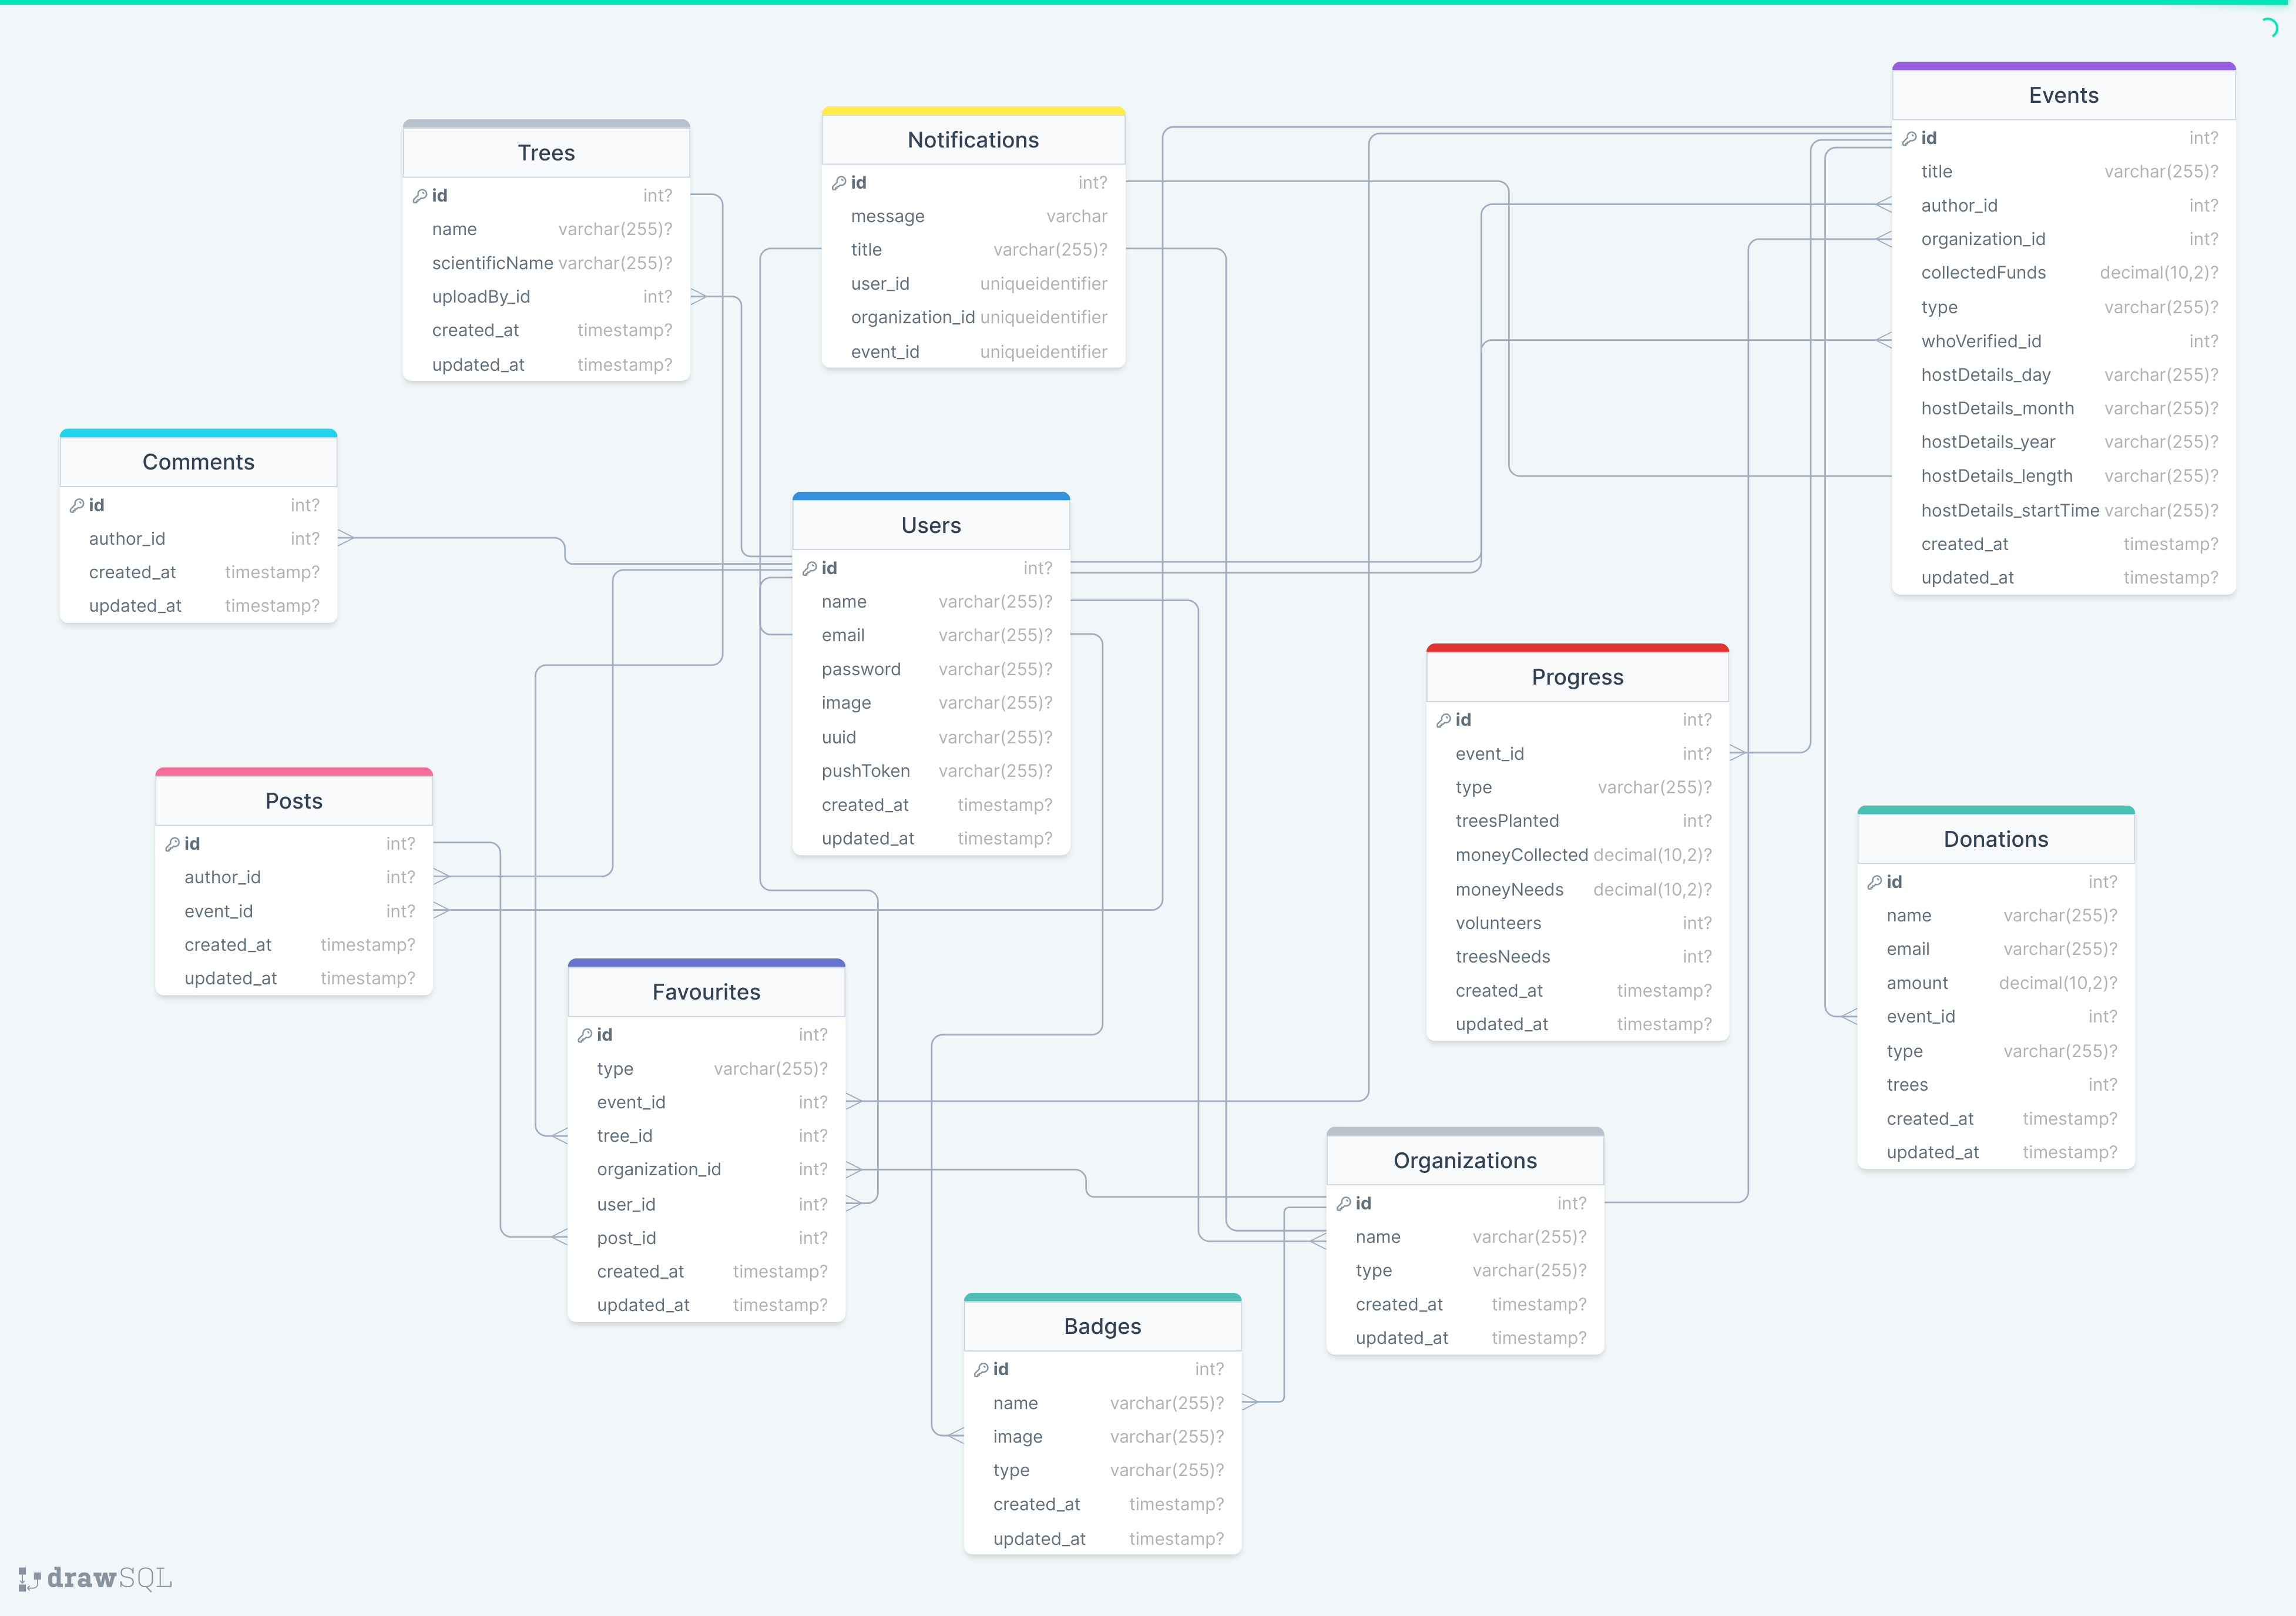 Events
id int?
title varchar(255)?
author_id int?
organization_id int?
collectedFunds decimal(10,2)?
type varchar(255)?
whoVerified_id int?
hostDetails_day varchar(255)?
hostDetails_month varchar(255)?
hostDetails_year varchar(255)?
hostDetails_length varchar(255)?
hostDetails_startTime varchar(255)?
created_at timestamp?
updated_at timestamp?
Notifications
id int?
message varchar
title varchar(255)?
user_id uniqueidentifier
organization_id uniqueidentifier
event_id uniqueidentifier
Trees
id int?
name varchar(255)?
scientificName varchar(255)?
uploadBy_id int?
created_at timestamp?
updated_at timestamp?
Comments
id int?
author_id int?
created_at timestamp?
updated_at timestamp?
Users
id int?
name varchar(255)?
email varchar(255)?
password varchar(255)?
image varchar(255)?
uuid varchar(255)?
pushToken varchar(255)?
created_at timestamp?
updated_at timestamp?
Progress
id int?
event_id int?
type varchar(255)?
treesPlanted int?
moneyCollected decimal(10,2)?
moneyNeeds decimal(10,2)?
volunteers int?
treesNeeds int?
created_at timestamp?
updated_at timestamp?
Posts
id int?
author_id int?
event_id int?
created_at timestamp?
updated_at timestamp?
Donations
id int?
name varchar(255)?
email varchar(255)?
amount decimal(10,2)?
event_id int?
type varchar(255)?
trees int?
created_at timestamp?
updated_at timestamp?
Favourites
id int?
type varchar(255)?
event_id int?
tree_id int?
organization_id int?
user_id int?
post_id int?
created_at timestamp?
updated_at timestamp?
Organizations
id int?
name varchar(255)?
type varchar(255)?
created_at timestamp?
updated_at timestamp?
Badges
id int?
name varchar(255)?
image varchar(255)?
type varchar(255)?
created_at timestamp?
updated_at timestamp?
drawSQL